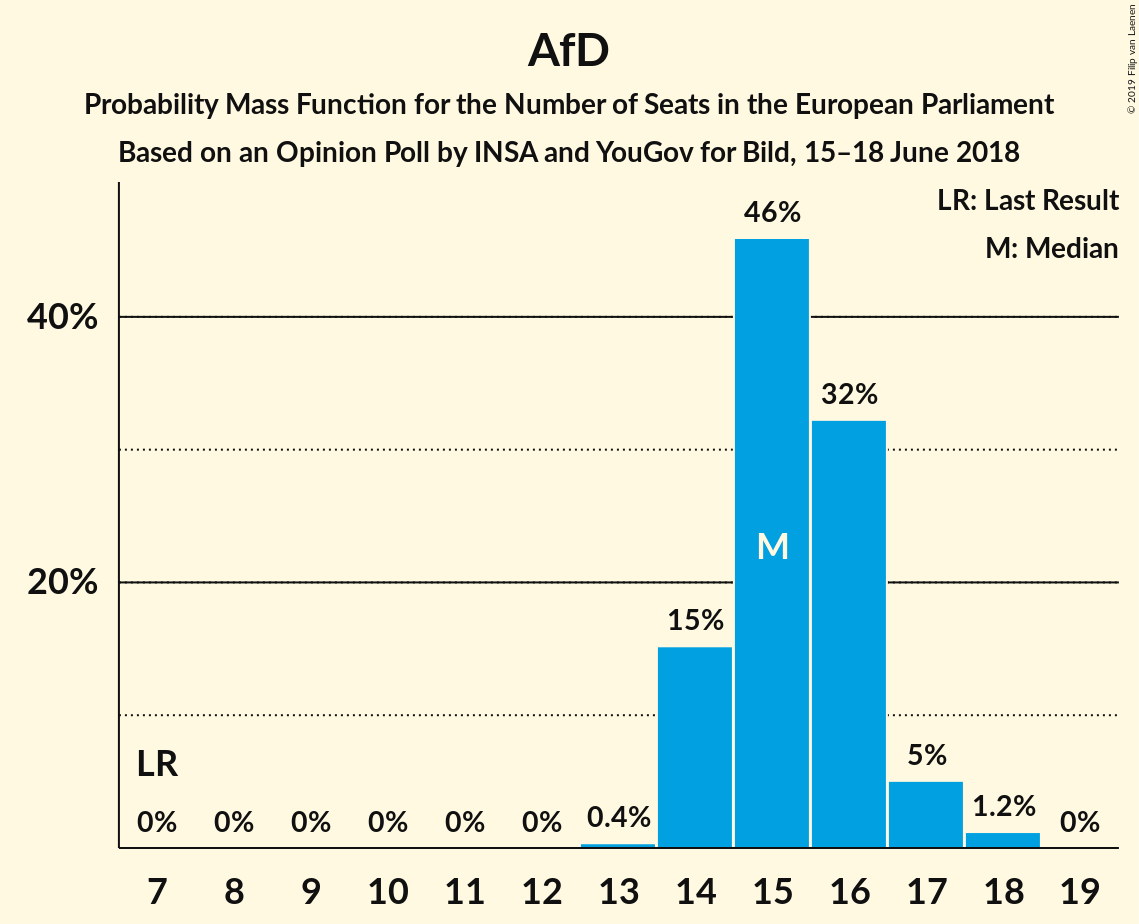 AfD
Probability Mass Function for the Number of Seats in the European Parliament
Based on an Opinion Poll by INSA and YouGov for Bild, 15–18 June 2018
© 2019 Filip van Laenen
LR: Last Result
M: Median
40%
20%
46%
32%
M
15%
5%
LR
0% 0% 0% 0% 0% 0% 0.4% 1.2% 0%
7 8 9 10 11 12 13 14 15 16 17 18 19